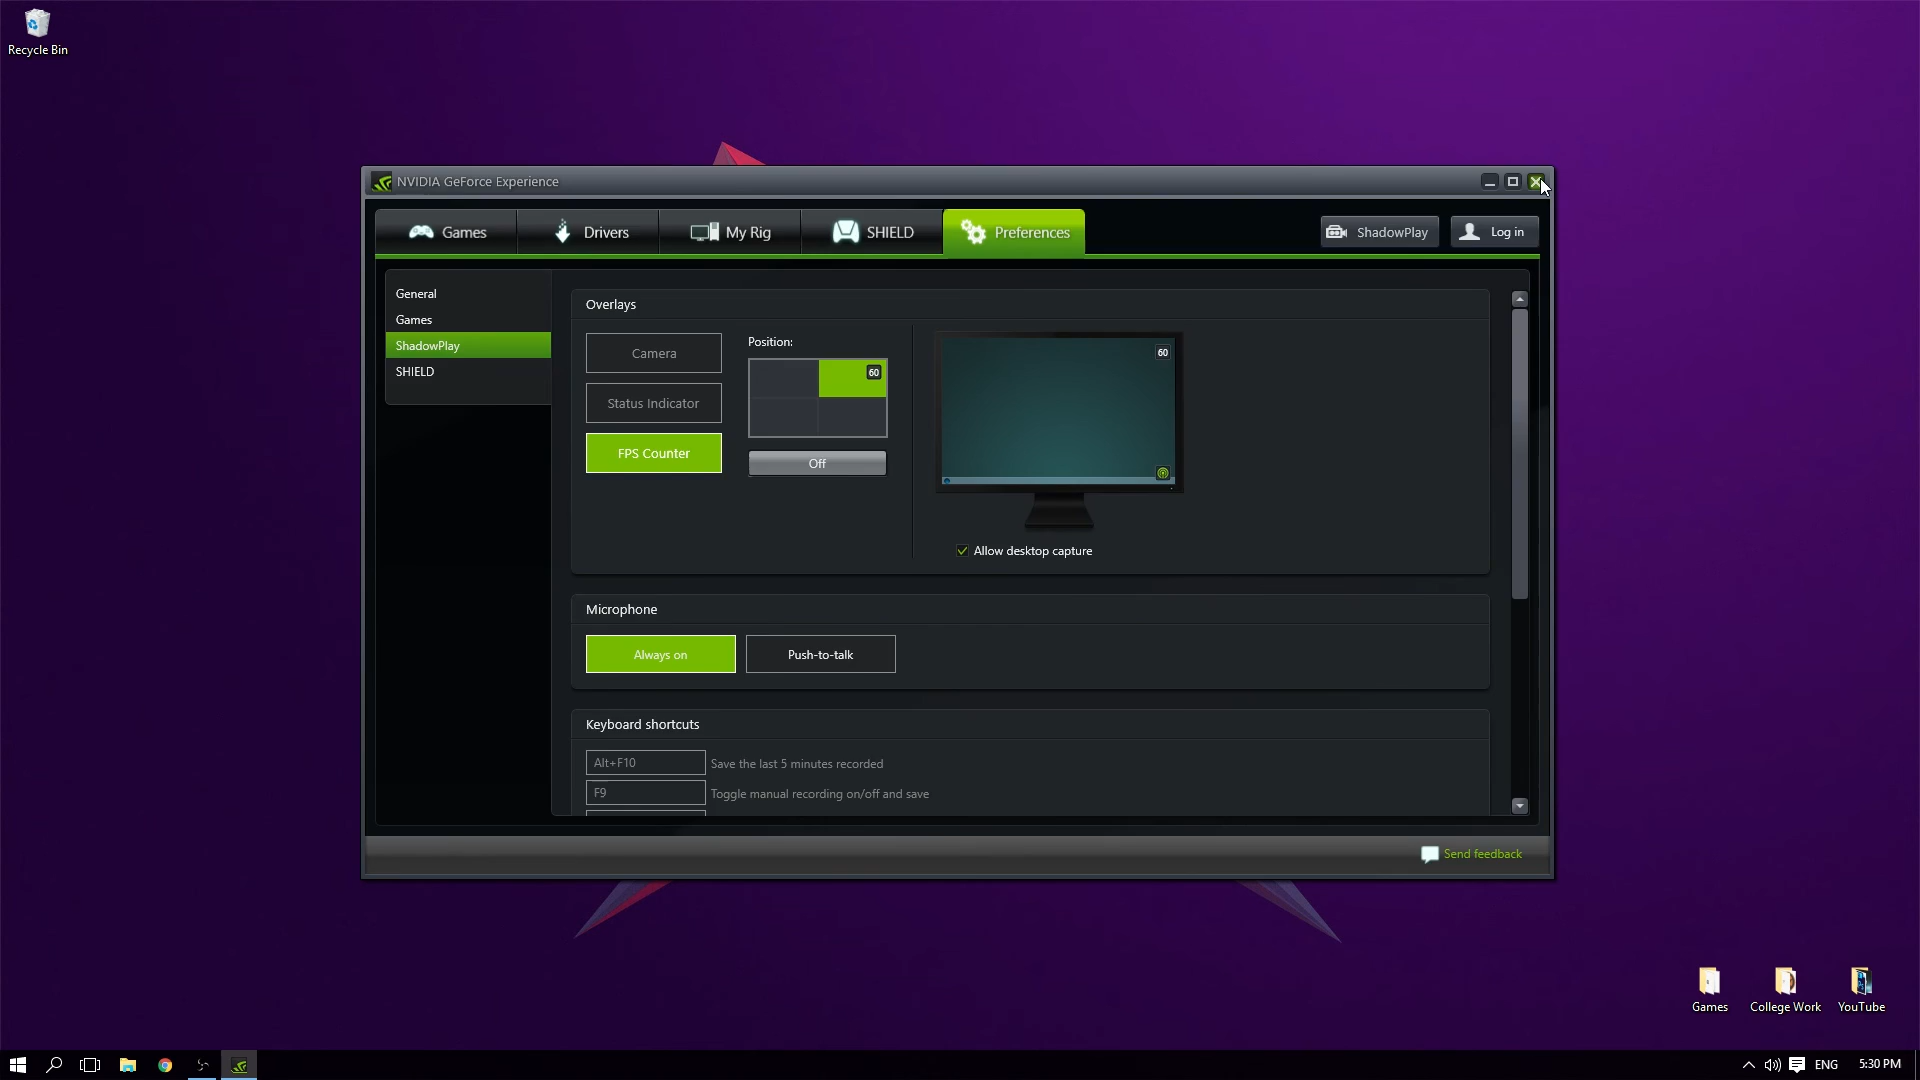 Recycle Bin
NVIDIA GeForce Experience
Games
Drivers
My Rig
SHIELD
Preferences
ShadowPlay
Log in
General
Games
ShadowPlay
SHIELD
Overlays
Camera
Status Indicator
FPS Counter
Position:
60
Off
60
Allow desktop capture
Microphone
Always on
Push-to-talk
Keyboard shortcuts
Alt+F10 Save the last 5 minutes recorded
F9 Toggle manual recording on/off and save
Send feedback
Games
College Work
YouTube
ENG
5:30 PM